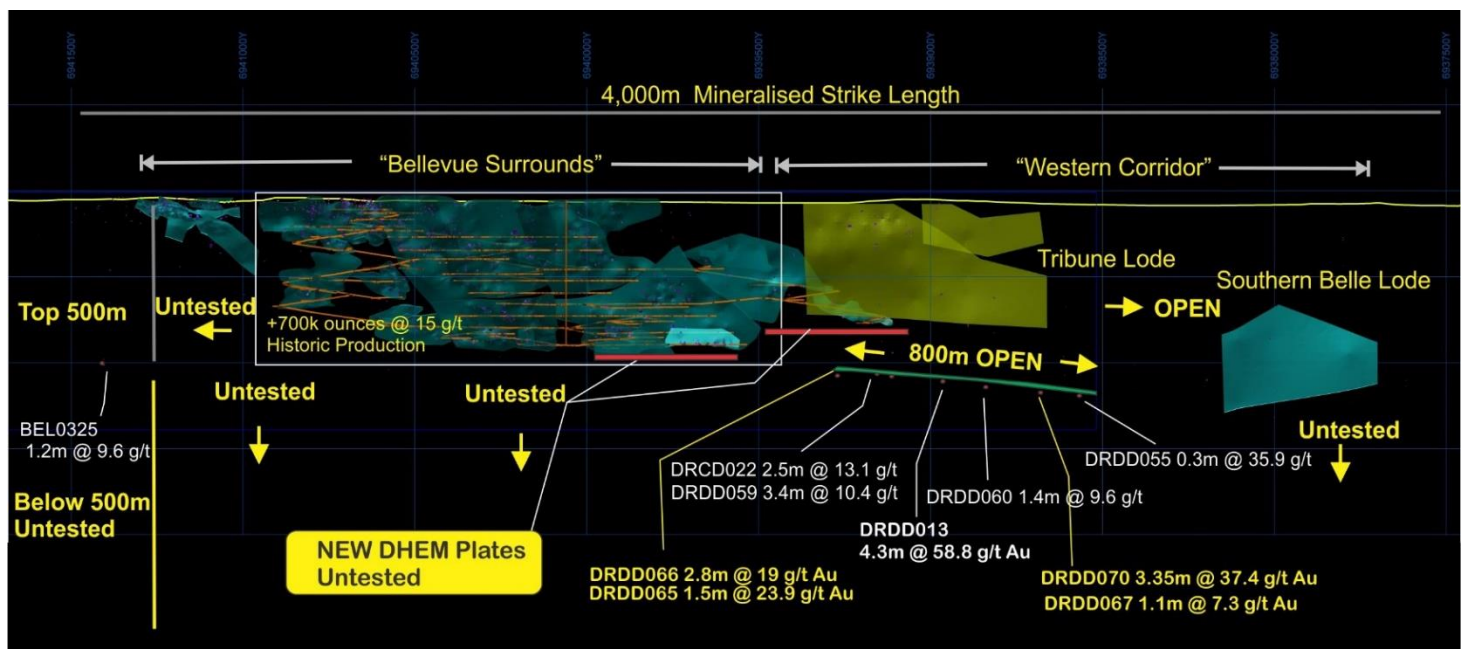 6941500Y
6941000Y
6940500Y
6940000Y
6939500Y
6939000Y
6938500Y
6938000Y
6937500Y
4,000m Mineralised Strike Length
“Bellevue Surrounds”
“Western Corridor”
Tribune Lode
Southern Belle Lode
Top 500m
Untested
OPEN
+700k ounces @ 15 g/t
Historic Production
800m OPEN
Untested
Untested
BEL0325
1.2m @ 9.6 g/t
Untested
DRCD022 2.5m @ 13.1 g/t
DRDD059 3.4m @ 10.4 g/t
DRDD060 1.4m @ 9.6 g/t
DRDD055 0.3m @ 35.9 g/t
Below 500m
Untested
DRDD013
4.3m @ 58.8 g/t Au
NEW DHEM Plates
Untested
DRDD066 2.8m @ 19 g/t Au
DRDD065 1.5m @ 23.9 g/t Au
DRDD070 3.35m @ 37.4 g/t Au
DRDD067 1.1m @ 7.3 g/t Au